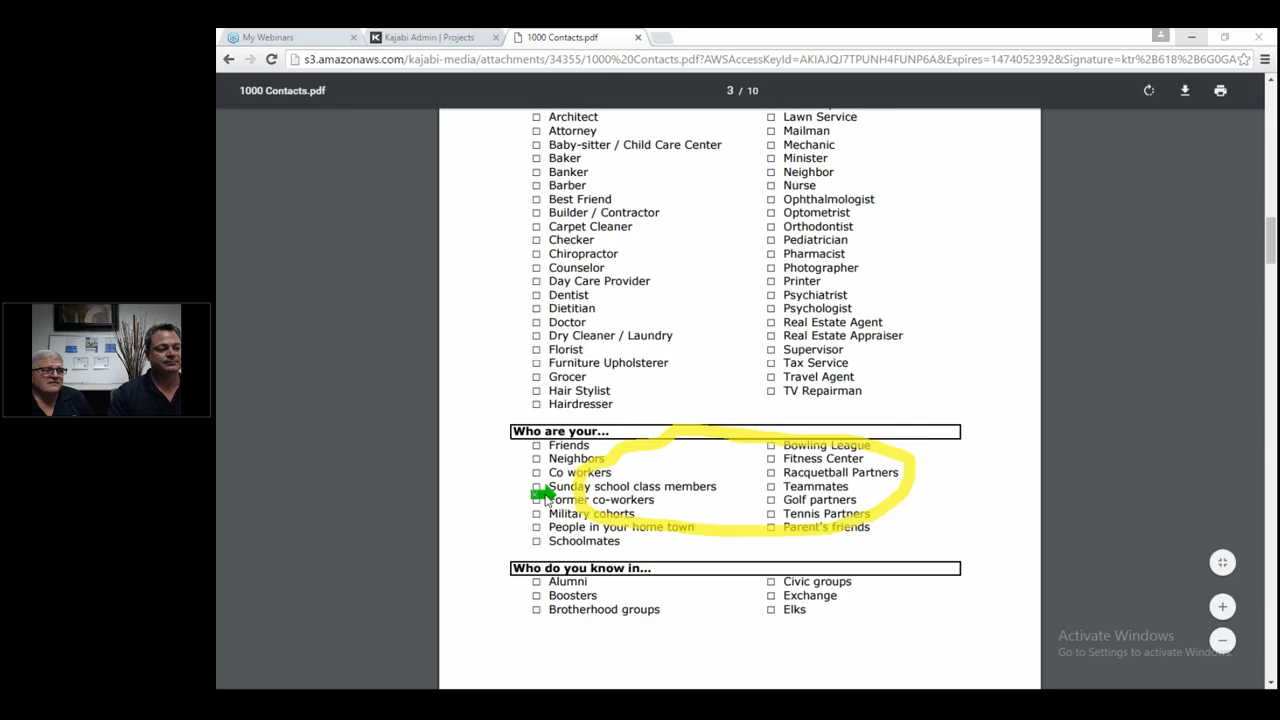 My Webinars
Kajabi Admin | Projects
1000 Contacts.pdf
s3.amazonaws.com/kajabi-media/attachments/34355/1000%20Contacts.pdf?AWSAccessKeyId=AKIAJQJ7TPUNH4FUNP6A&Expires=1474052392&Signature=ktr%2B618%2B6G0GA
1000 Contacts.pdf
3 / 10
Architect
Attorney
Baby-sitter / Child Care Center
Baker
Banker
Barber
Best Friend
Builder / Contractor
Carpet Cleaner
Checker
Chiropractor
Counselor
Day Care Provider
Dentist
Dietitian
Doctor
Dry Cleaner / Laundry
Florist
Furniture Upholsterer
Grocer
Hair Stylist
Hairdresser
Lawn Service
Mailman
Mechanic
Minister
Neighbor
Nurse
Ophthalmologist
Optometrist
Orthodontist
Pediatrician
Pharmacist
Photographer
Printer
Psychiatrist
Psychologist
Real Estate Agent
Real Estate Appraiser
Supervisor
Tax Service
Travel Agent
TV Repairman
Who are your...
Friends
Neighbors
Co workers
Sunday school class members
Former co-workers
Military cohorts
People in your home town
Schoolmates
Bowling League
Fitness Center
Racquetball Partners
Teammates
Golf partners
Tennis Partners
Parent's friends
Who do you know in...
Alumni
Boosters
Brotherhood groups
Civic groups
Exchange
Elks
Activate Windows
Go to Settings to activate Windows.